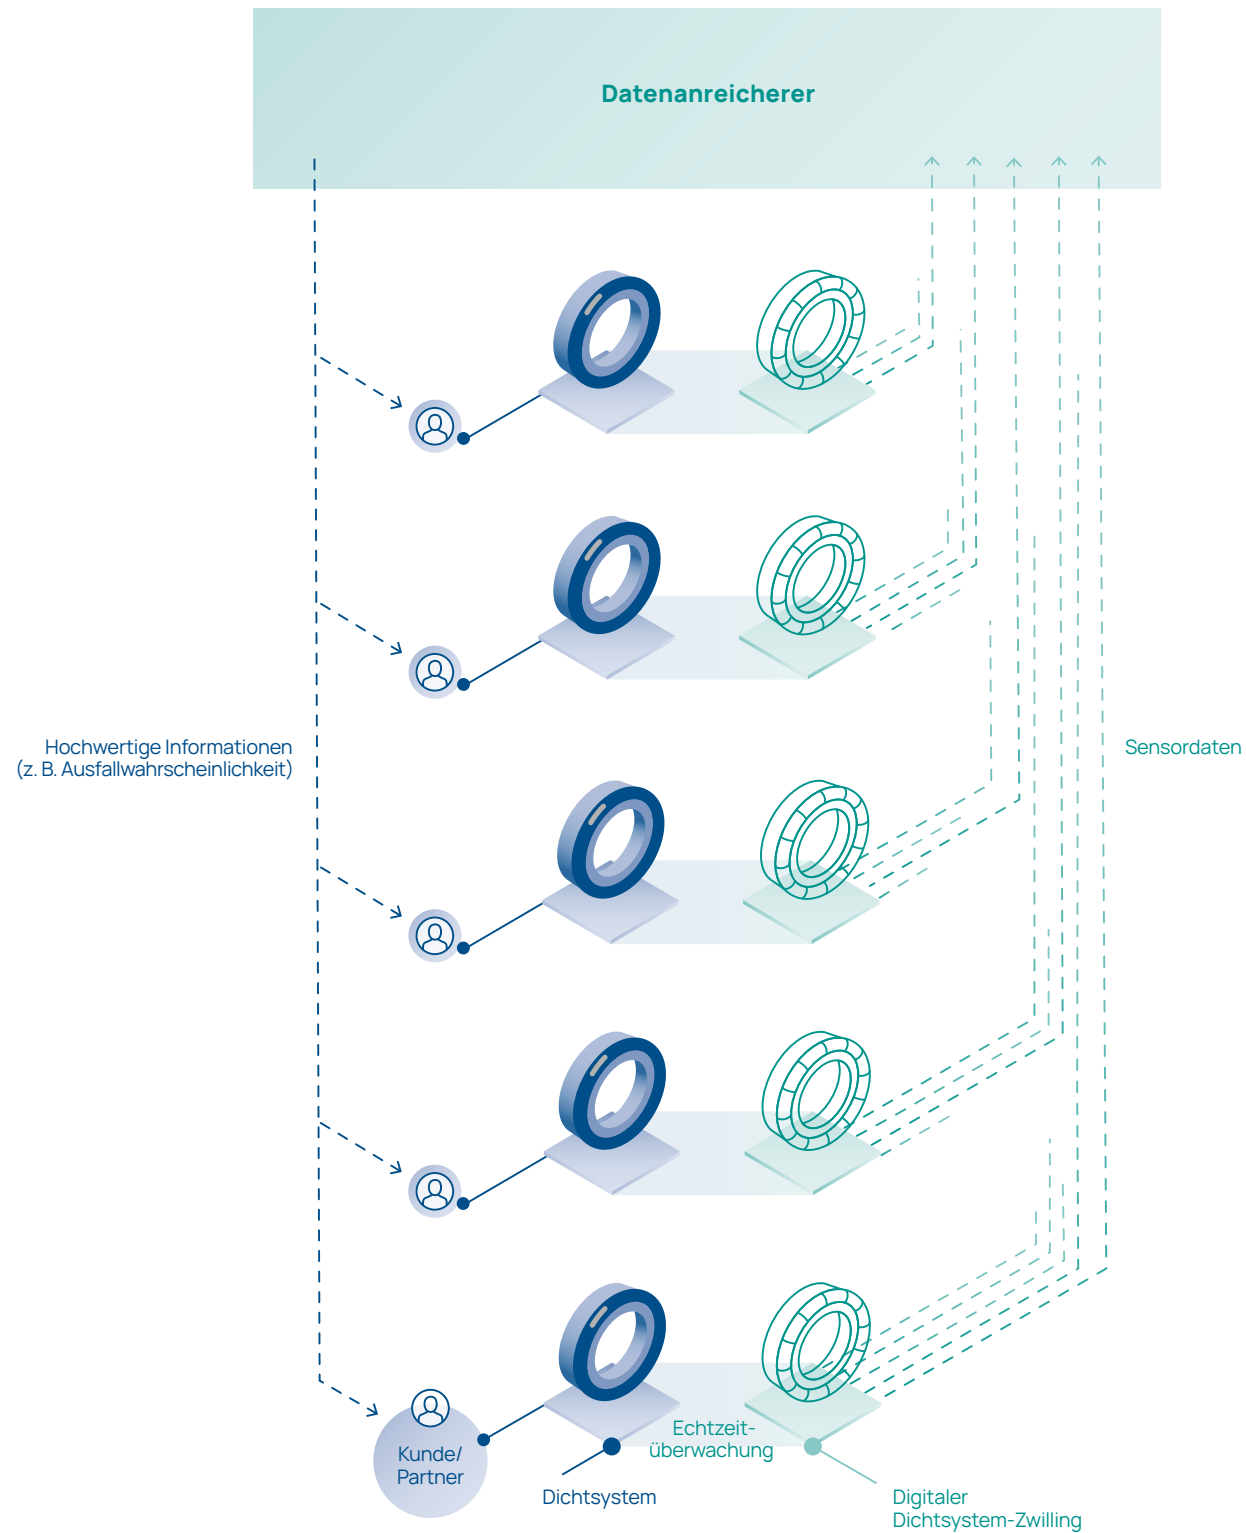 Datenanreicherer
Hochwertige Informationen
(z. B. Ausfallwahrscheinlichkeit)
Sensordaten
Kunde/
Partner
Echtzeit-
überwachung
Dichtsystem
Digitaler
Dichtsystem-Zwilling